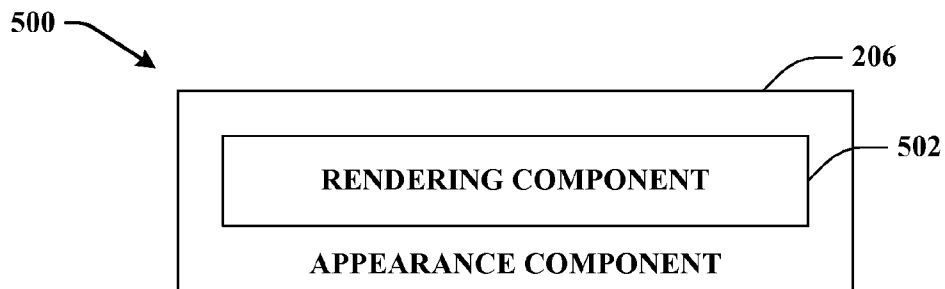 500
206
502
RENDERING COMPONENT
APPEARANCE COMPONENT